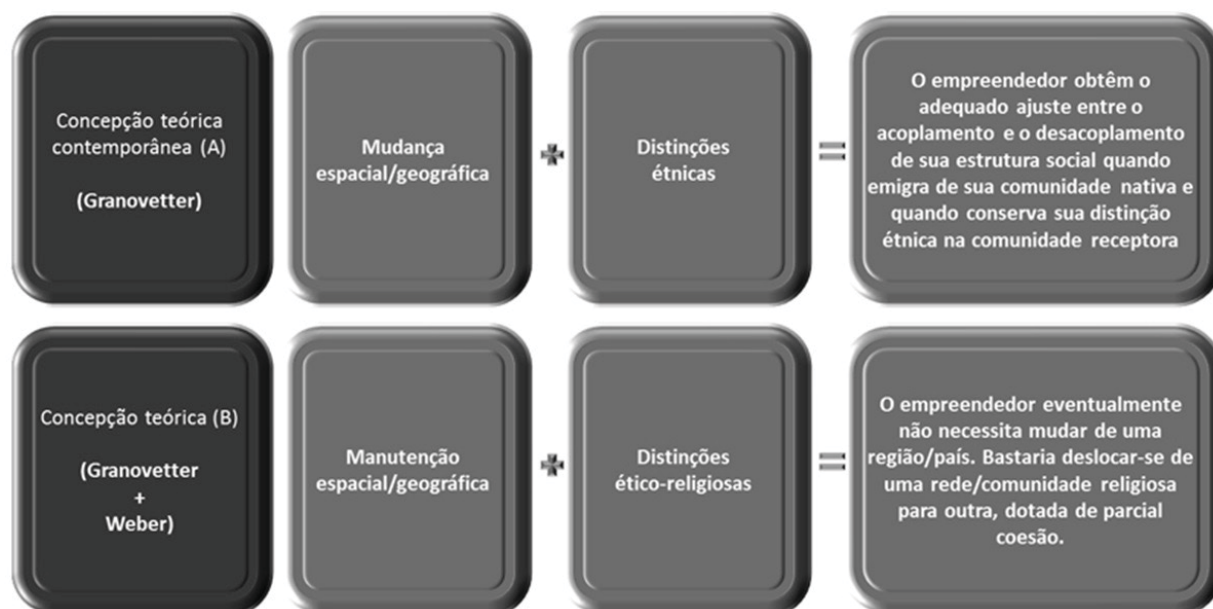 Concepção teórica
contemporânea (A)
(Granovetter)
Mudança
espacial/geográfica
+
Distinções
étnicas
=
O empreendedor obtêm o
adequado ajuste entre o
acoplamento e o desacoplamento
de sua estrutura social quando
emigra de sua comunidade nativa e
quando conserva sua distinção
étnica na comunidade receptora
Concepção teórica (B)
(Granovetter
+
Weber)
Manutenção
espacial/geográfica
+
Distinções
ético-religiosas
=
O empreendedor eventualmente
não necessita mudar de uma
região/país. Bastaria deslocar-se de
uma rede/comunidade religiosa
para outra, dotada de parcial
coesão.